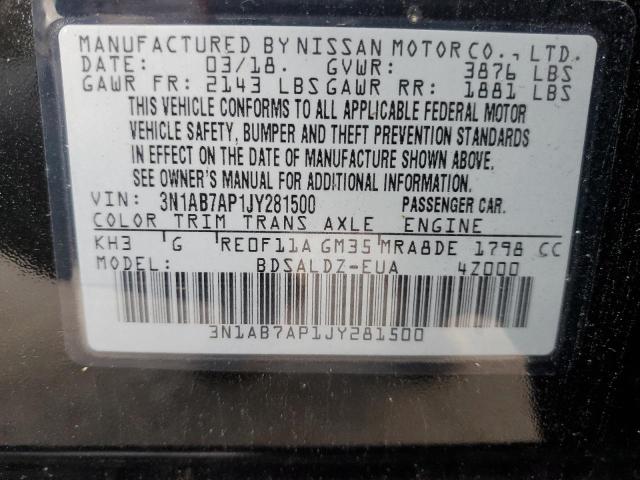 MANUFACTURED BY NISSAN MOTOR CO., LTD.
DATE: 03/18. GVWR: 3876 LBS
GAWR FR: 2143 LBS GAWR RR: 1881 LBS
THIS VEHICLE CONFORMS TO ALL APPLICABLE FEDERAL MOTOR
VEHICLE SAFETY, BUMPER AND THEFT PREVENTION STANDARDS
IN EFFECT ON THE DATE OF MANUFACTURE SHOWN ABOVE.
SEE OWNER'S MANUAL FOR ADDITIONAL INFORMATION.
VIN: 3N1AB7AP1JY281500 PASSENGER CAR.
COLOR TRIM TRANS AXLE ENGINE
KH3 G RE0F11A GM35 MRA8DE 1798 CC
MODEL BDSALDZ-EUA 4Z000
3N1AB7AP1JY281500